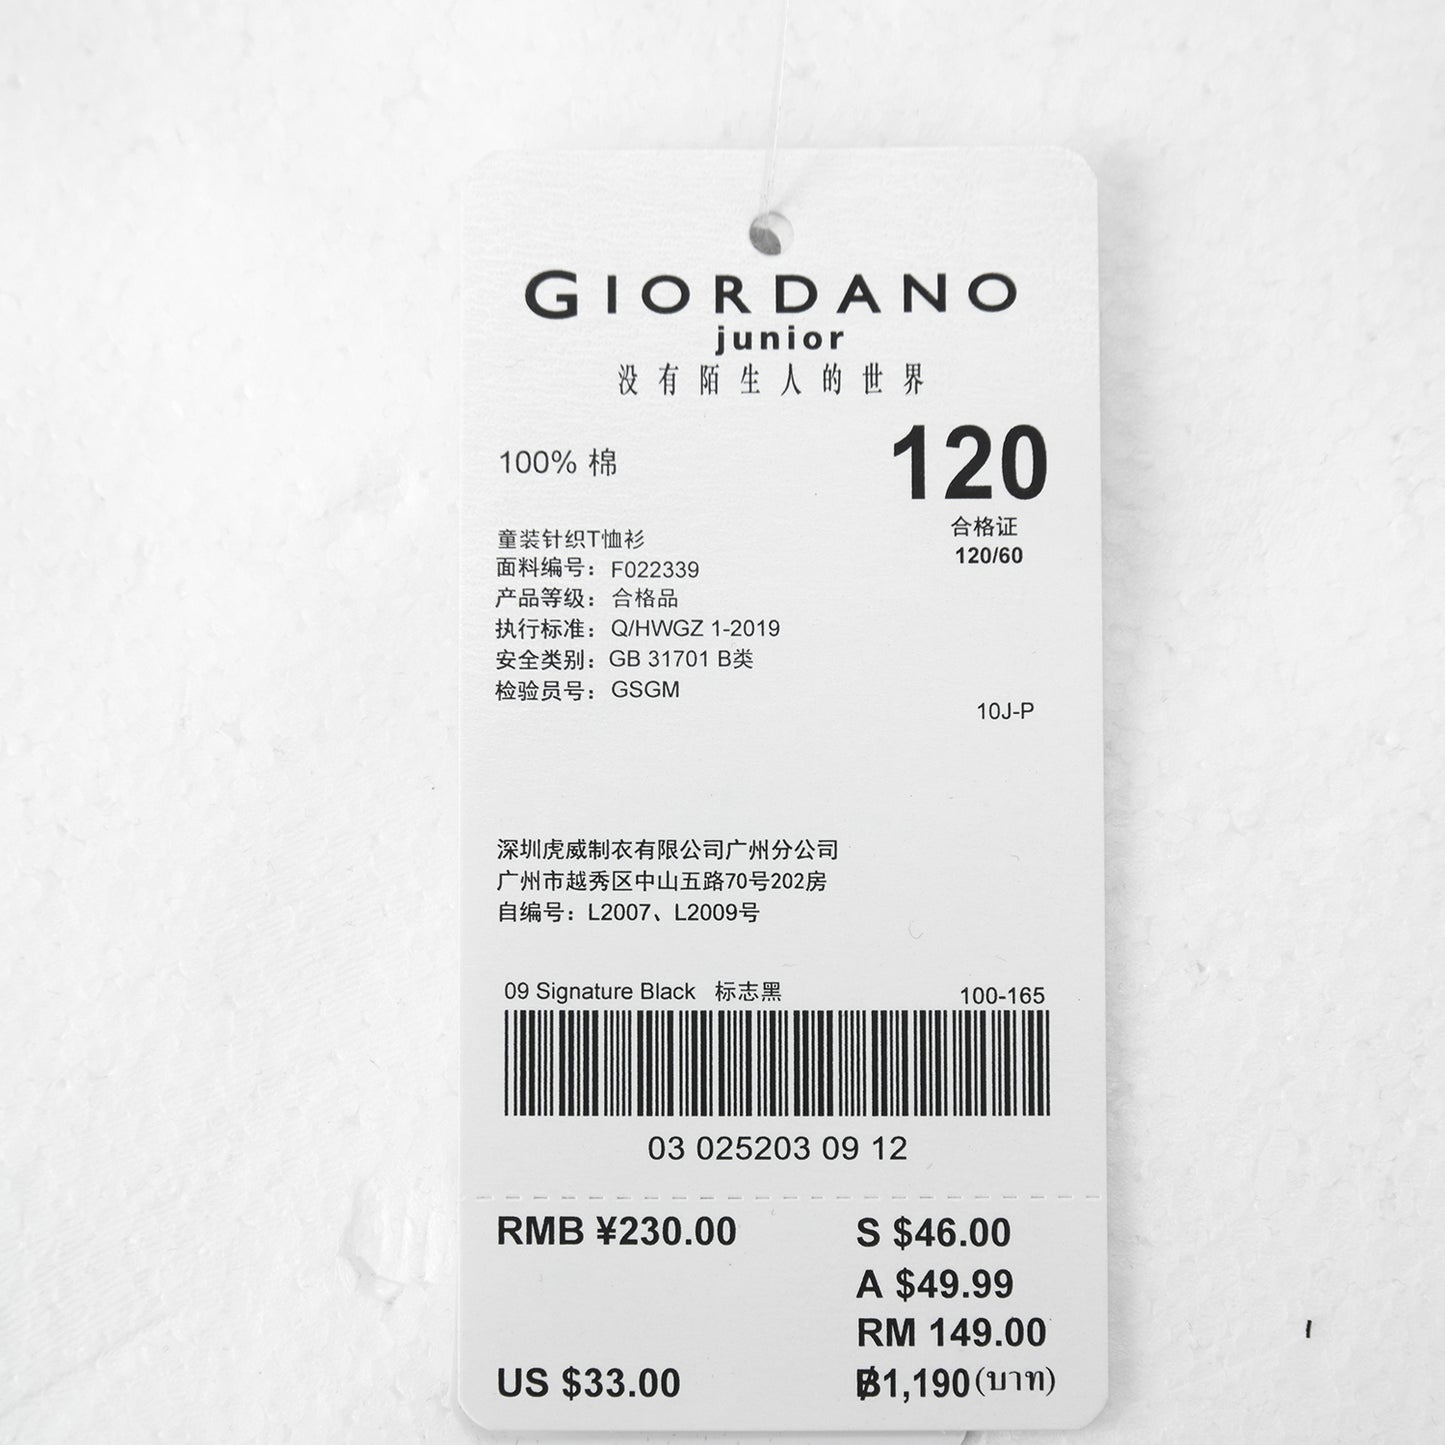 GIORDANO
junior
没有陌生人的世界
100% 棉
120
合格证
120/60
童装针织T恤衫
面料编号：F022339
产品等级：合格品
执行标准：Q/HWGZ 1-2019
安全类别：GB 31701 B类
检验员号：GSGM
10J-P
深圳虎威制衣有限公司广州分公司
广州市越秀区中山五路70号202房
自编号：L2007、L2009号
09 Signature Black 标志黑 100-165
03 025203 09 12
RMB ¥230.00 S $46.00
A $49.99
RM 149.00
US $33.00 ฿1,190(บาท)